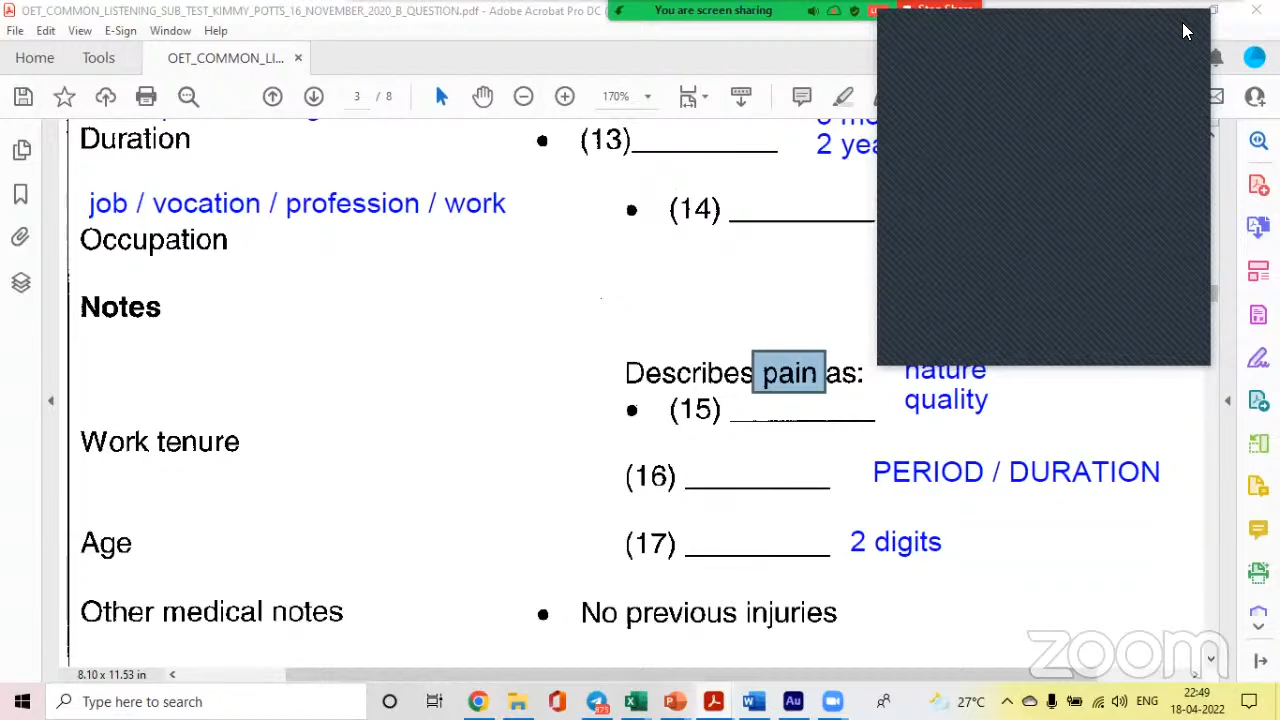 OET_COMMON_LISTENING_SUB_TEST_KIMMY_POTTS_16_NOVEMBER_2020_B_QUESTION.pdf - Adobe Acrobat Pro DC (
You are screen sharing
Stop Share
File Edit View E-Sign Window Help
Home Tools OET_COMMON_LI... ×
3 / 8 170%
Duration • (13)
2 yea
job / vocation / profession / work
• (14)
Occupation
Notes
Describes pain as: nature
• (15) quality
Work tenure
(16) PERIOD / DURATION
Age (17) 2 digits
Other medical notes • No previous injuries
zoom
8.10 x 11.53 in
Type here to search 27°C ENG 22:49
18-04-2022